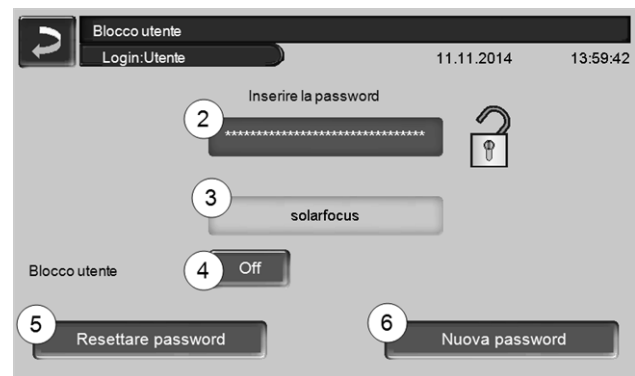 Blocco utente
Login:Utente 11.11.2014 13:59:42
Inserire la password
2
********************************
3
solarfocus
Blocco utente 4 Off
5 6
Resettare password Nuova password